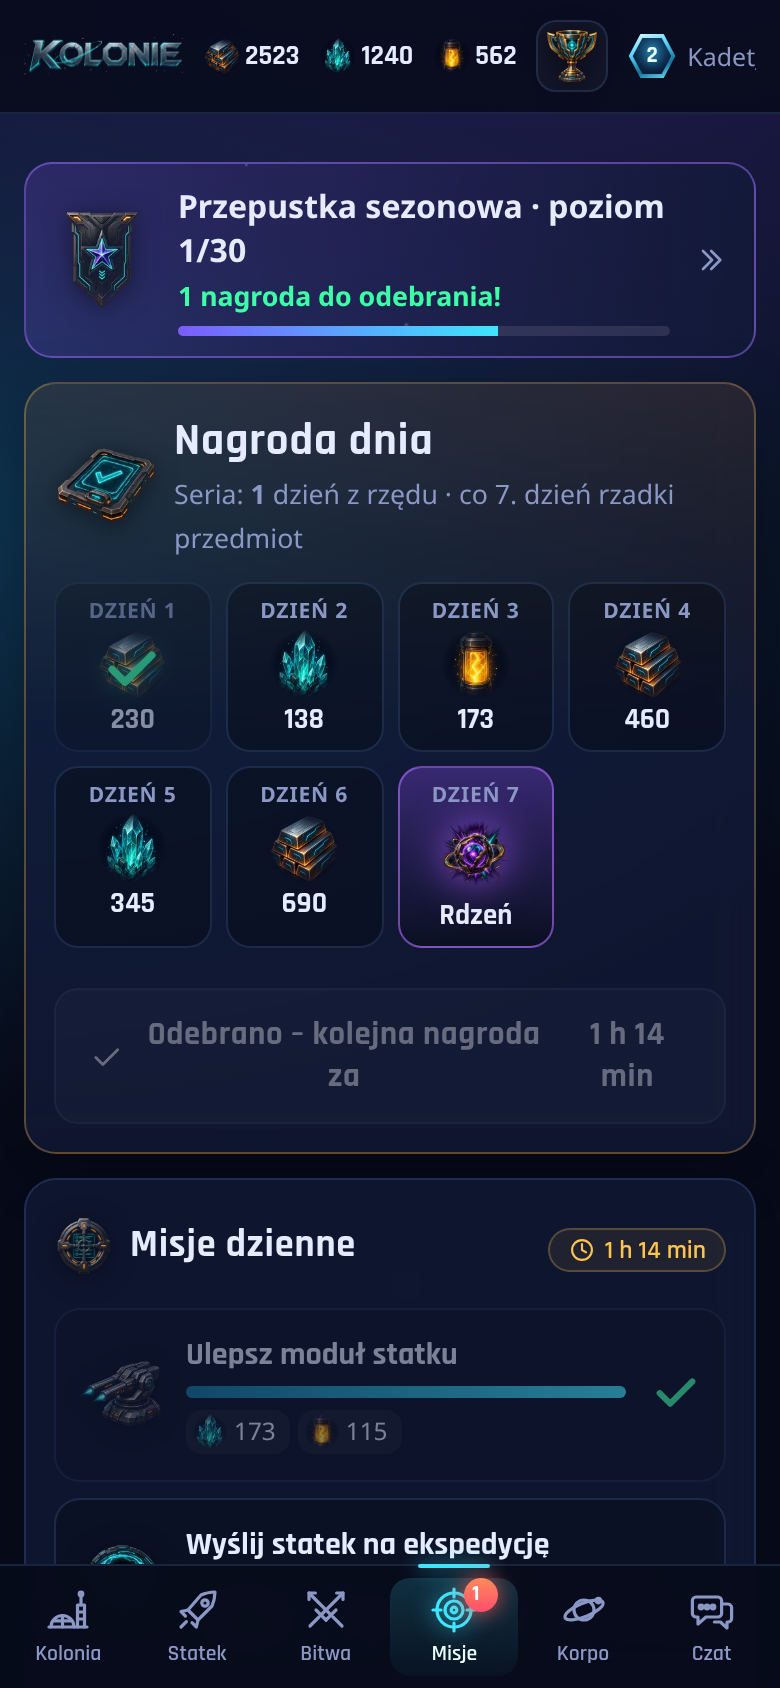 KOLONIE 2523 1240 562 2 Kadet
Przepustka sezonowa · poziom
1/30
1 nagroda do odebrania!
Nagroda dnia
Seria: 1 dzień z rzędu · co 7. dzień rzadki
przedmiot
DZIEŃ 1 DZIEŃ 2 DZIEŃ 3 DZIEŃ 4
230 138 173 460
DZIEŃ 5 DZIEŃ 6 DZIEŃ 7
345 690 Rdzeń
Odebrano – kolejna nagroda
za
1 h 14
min
Misje dzienne 1 h 14 min
Ulepsz moduł statku
173 115
Wyślij statek na ekspedycję
1
Kolonia Statek Bitwa Misje Korpo Czat